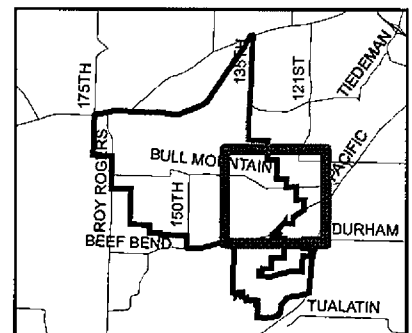 175TH
135TH
121ST
TIEDEMAN
BULL MOUNTAIN
PACIFIC
ROY ROGERS
150TH
BEEF BEND
DURHAM
TUALATIN